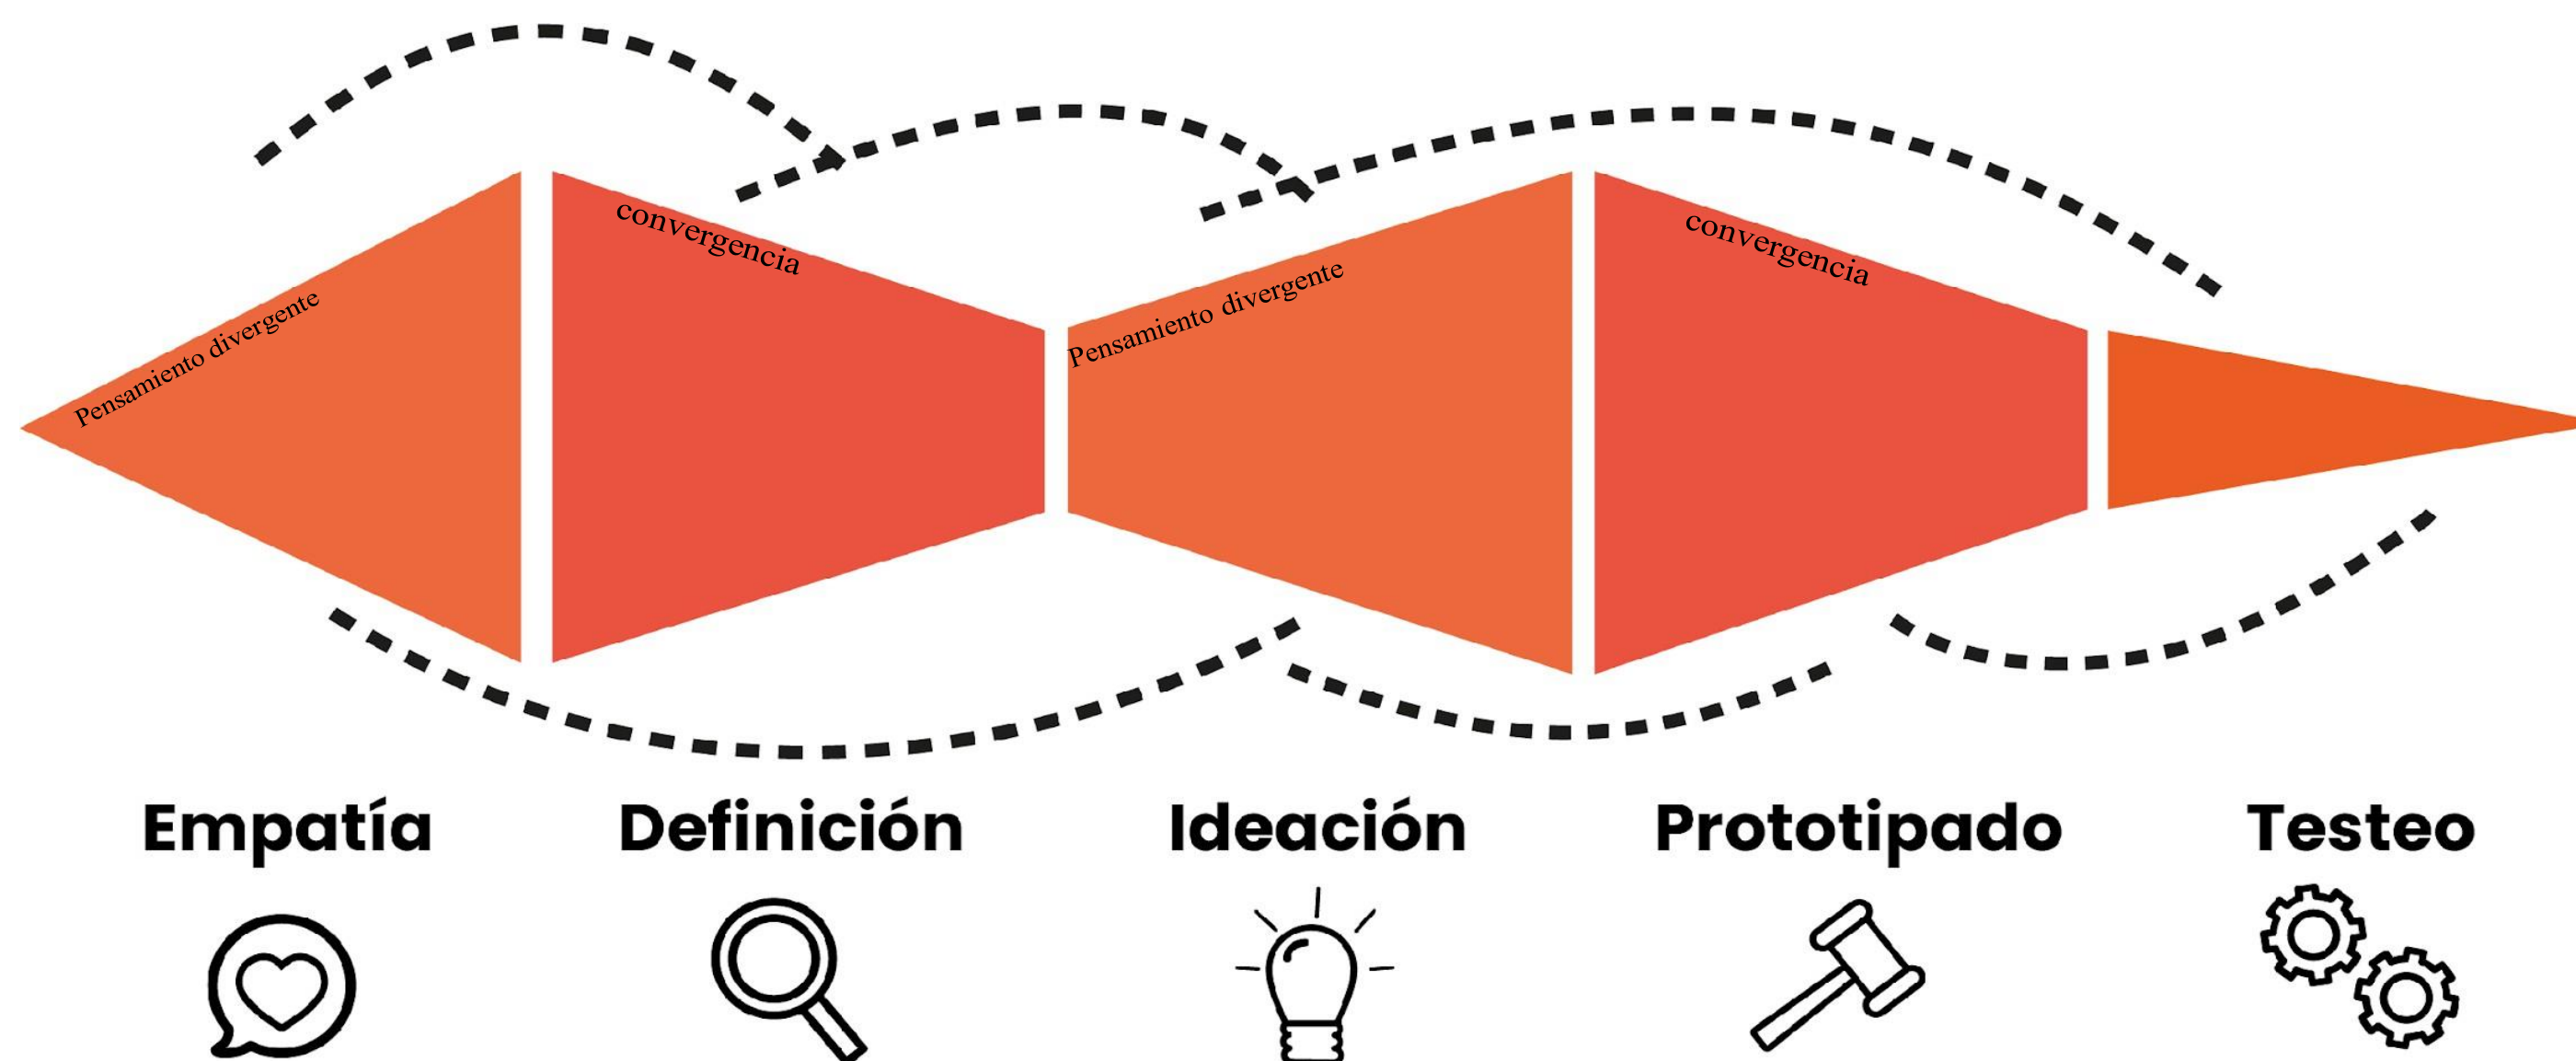 Pensamiento divergente
convergencia
Pensamiento divergente
convergencia
Empatía
Definición
Ideación
Prototipado
Testeo